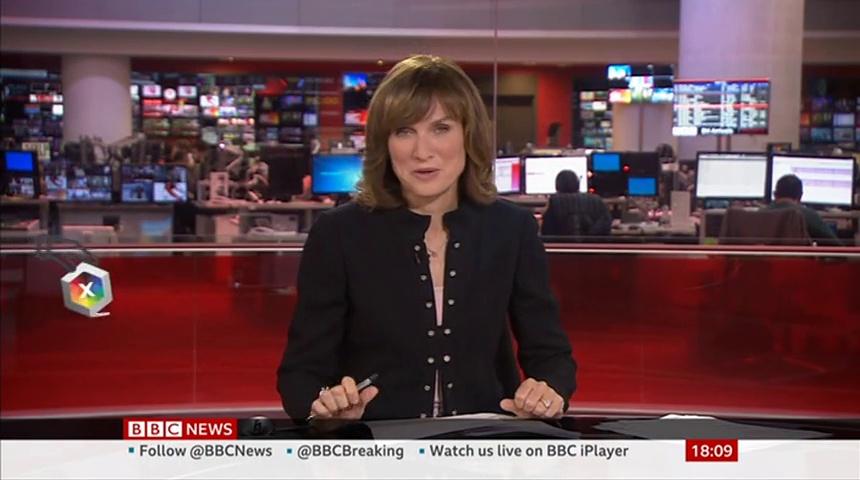 X
BBC NEWS
Follow @BBCNews ▪ @BBCBreaking ▪ Watch us live on BBC iPlayer 18:09